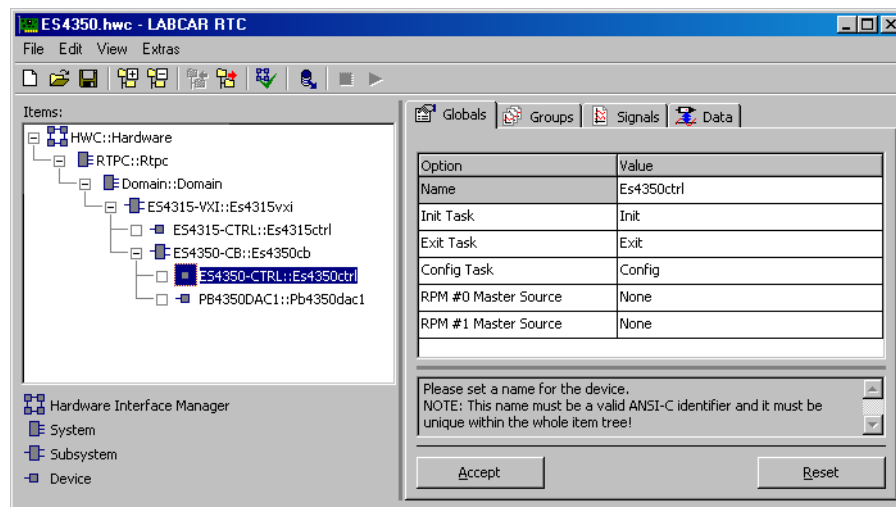 ES4350.hwc - LABCAR RTC
File Edit View Extras
Items:
HWC::Hardware
RTPC::Rtpc
Domain::Domain
ES4315-VXI::Es4315vxi
ES4315-CTRL::Es4315ctrl
ES4350-CB::Es4350cb
ES4350-CTRL::Es4350ctrl
PB4350DAC1::Pb4350dac1
Hardware Interface Manager
System
Subsystem
Device
Globals Groups Signals Data
Option Value
Name Es4350ctrl
Init Task Init
Exit Task Exit
Config Task Config
RPM #0 Master Source None
RPM #1 Master Source None
Please set a name for the device.
NOTE: This name must be a valid ANSI-C identifier and it must be
unique within the whole item tree!
Accept Reset